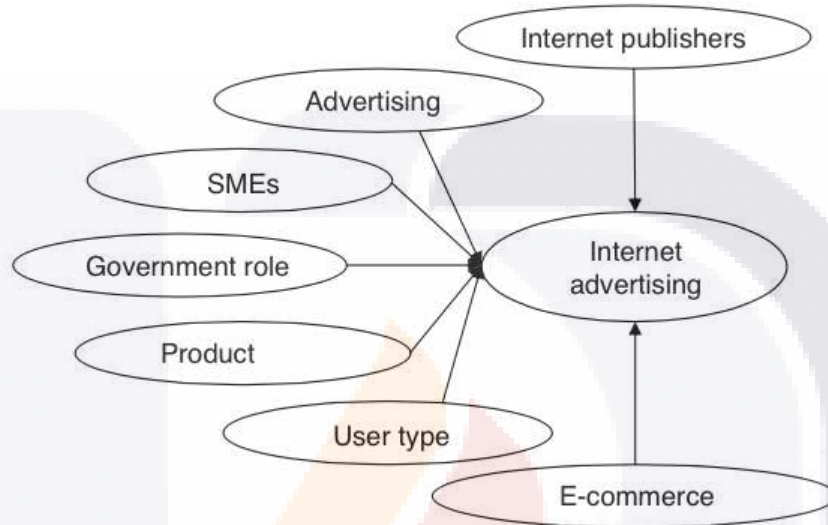 Internet publishers
Advertising
SMEs
Government role
Internet
advertising
Product
User type
E-commerce